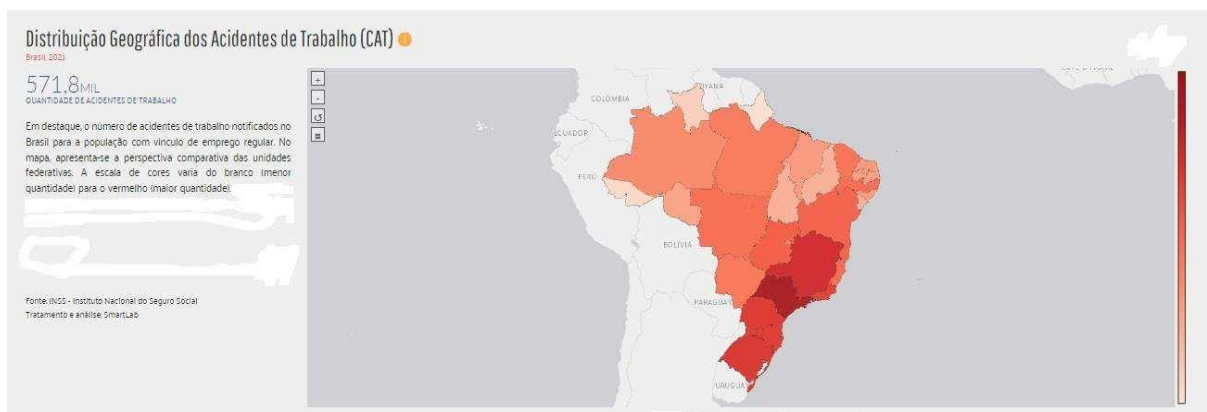 Distribuição Geográfica dos Acidentes de Trabalho (CAT)
Brasil, 2021
571,8MIL
QUANTIDADE DE ACIDENTES DE TRABALHO
Em destaque, o número de acidentes de trabalho notificados no
Brasil para a população com vínculo de emprego regular. No
mapa, apresenta-se a perspectiva comparativa das unidades
federativas. A escala de cores varia do branco (menor
quantidade) para o vermelho (maior quantidade).
Fonte: INSS - Instituto Nacional do Seguro Social
Tratamento e análise: SmartLab
+
-
COLOMBIA
GUYANA
ECUADOR
PERÚ
BOLIVIA
PARAGUAY
URUGUAY